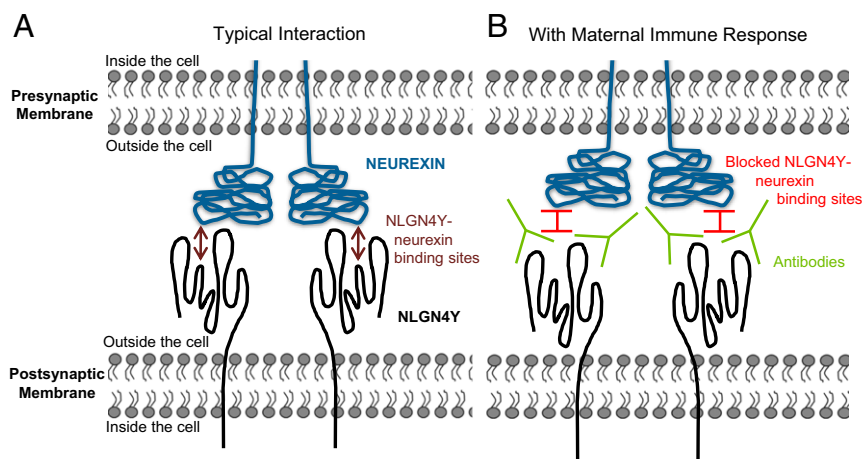 A
Typical Interaction
Inside the cell
Presynaptic
Membrane
Outside the cell
NEUREXIN
NLGN4Y-
neurexin
binding sites
NLGN4Y
Outside the cell
Postsynaptic
Membrane
Inside the cell
B
With Maternal Immune Response
Blocked NLGN4Y-
neurexin
binding sites
Antibodies